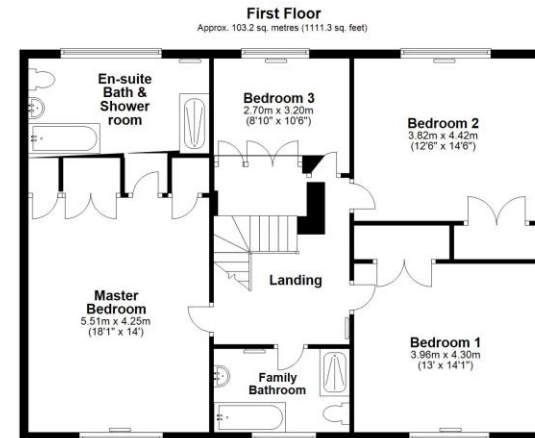 First Floor
Approx. 103.2 sq. metres (1111.3 sq. feet)
En-suite
Bath &
Shower
room
Bedroom 3
2.70m x 3.20m
(8'10" x 10'6")
Bedroom 2
3.82m x 4.42m
(12'6" x 14'6")
Master
Bedroom
5.51m x 4.25m
(18'1" x 14')
Landing
Bedroom 1
3.96m x 4.30m
(13' x 14'1")
Family
Bathroom